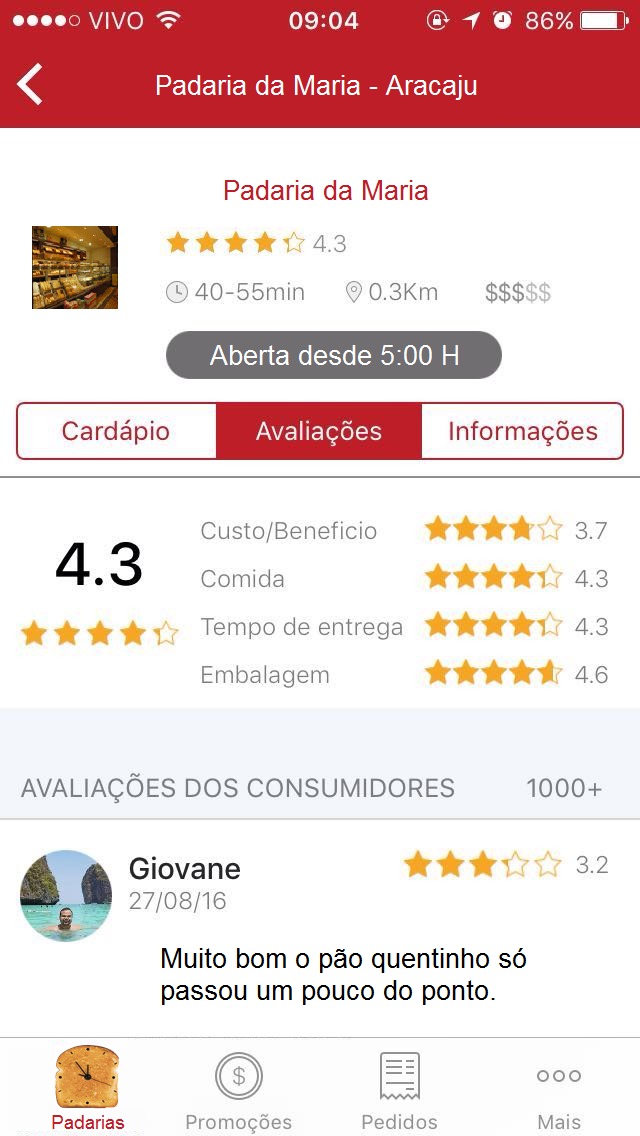 VIVO 09:04 86%
Padaria da Maria - Aracaju
Padaria da Maria
4.3
40-55min 0.3Km $$$$$
Aberta desde 5:00 H
Cardápio Avaliações Informações
4.3
Custo/Beneficio 3.7
Comida 4.3
Tempo de entrega 4.3
Embalagem 4.6
AVALIAÇÕES DOS CONSUMIDORES 1000+
Giovane 3.2
27/08/16
Muito bom o pão quentinho só
passou um pouco do ponto.
$
Padarias Promoções Pedidos Mais